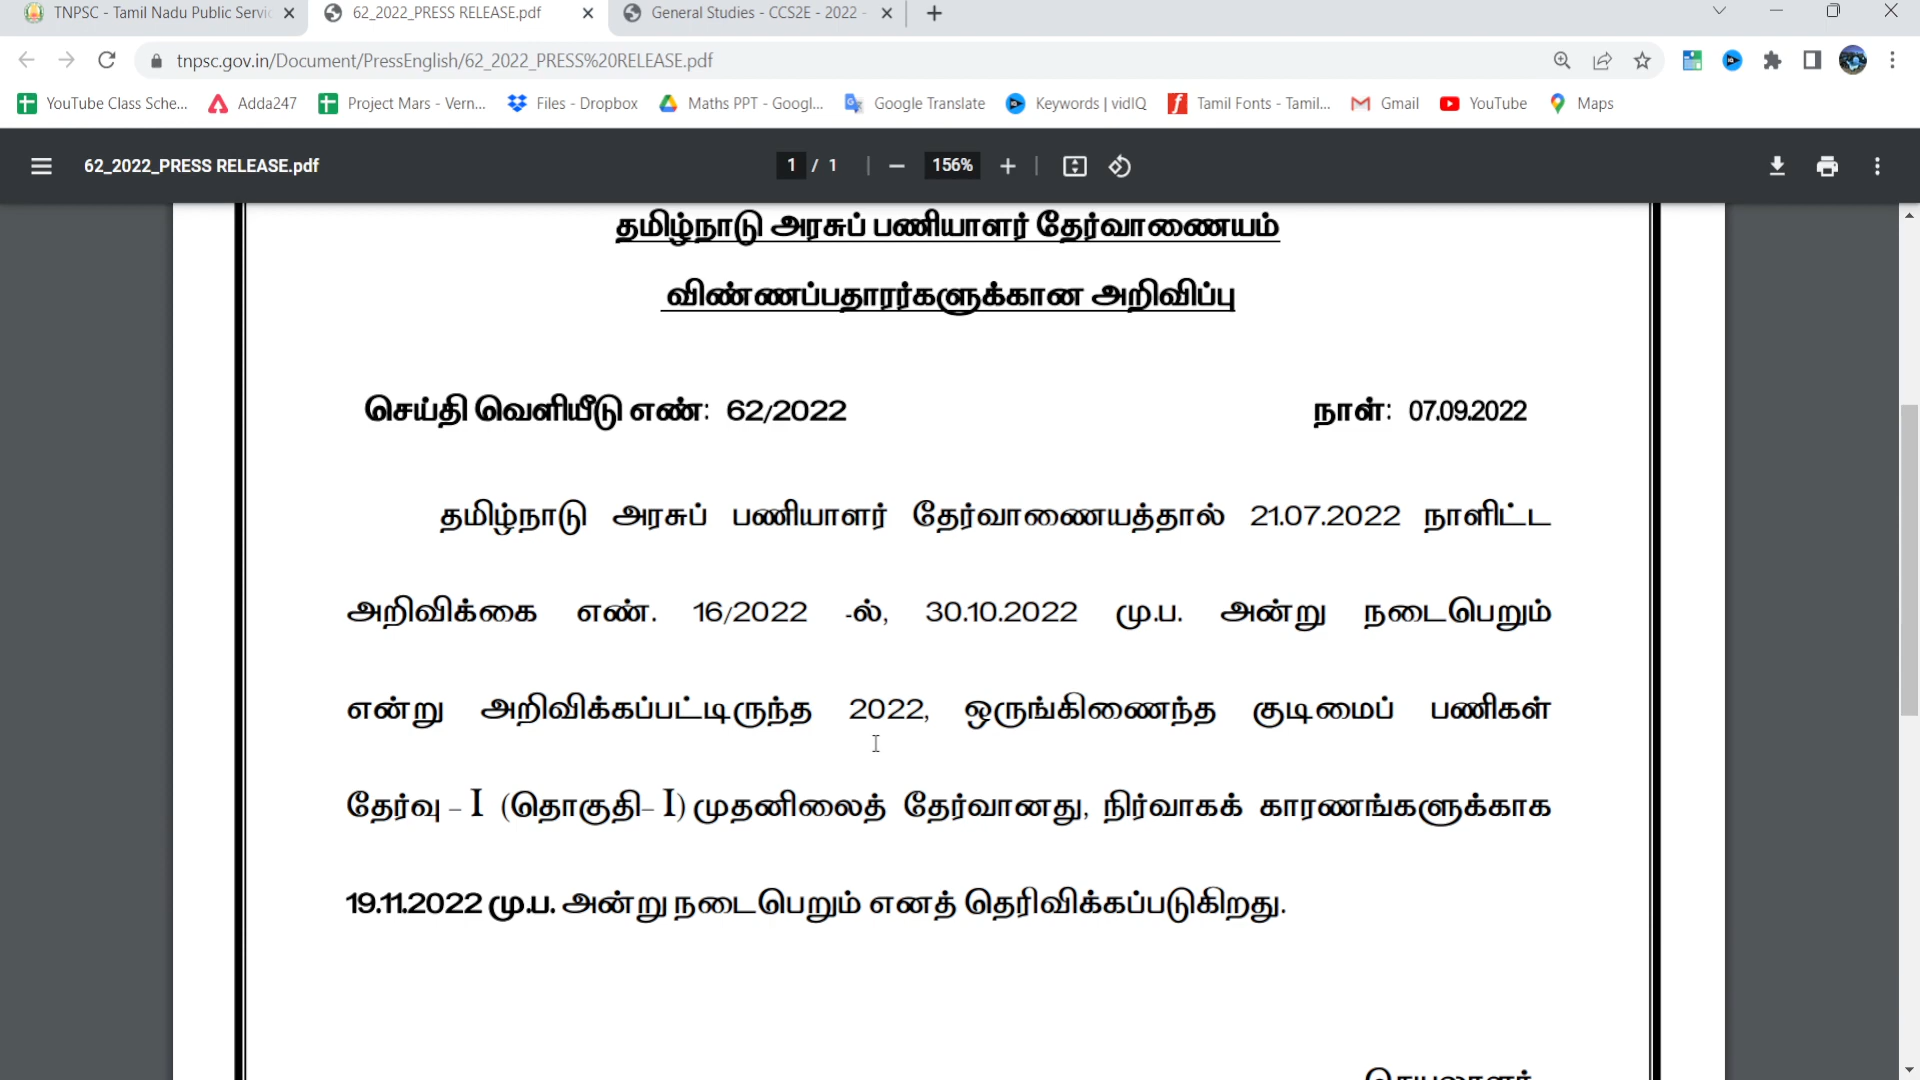 TNPSC - Tamil Nadu Public Servic
62_2022_PRESS RELEASE.pdf
General Studies - CCS2E - 2022 -
tnpsc.gov.in/Document/PressEnglish/62_2022_PRESS%20RELEASE.pdf
YouTube Class Sche... Adda247 Project Mars - Vern... Files - Dropbox Maths PPT - Googl... Google Translate Keywords | vidIQ Tamil Fonts - Tamil... Gmail YouTube Maps
62_2022_PRESS RELEASE.pdf 1 / 1 156%
தமிழ்நாடு அரசுப் பணியாளர் தேர்வாணையம்
விண்ணப்பதாரர்களுக்கான அறிவிப்பு
செய்தி வெளியீடு எண்: 62/2022 நாள்: 07.09.2022
தமிழ்நாடு அரசுப் பணியாளர் தேர்வாணையத்தால் 21.07.2022 நாளிட்ட
அறிவிக்கை எண். 16/2022 -ல், 30.10.2022 மு.ப. அன்று நடைபெறும்
என்று அறிவிக்கப்பட்டிருந்த 2022, ஒருங்கிணைந்த குடிமைப் பணிகள்
தேர்வு – I (தொகுதி– I) முதனிலைத் தேர்வானது, நிர்வாகக் காரணங்களுக்காக
19.11.2022 மு.ப. அன்று நடைபெறும் எனத் தெரிவிக்கப்படுகிறது.